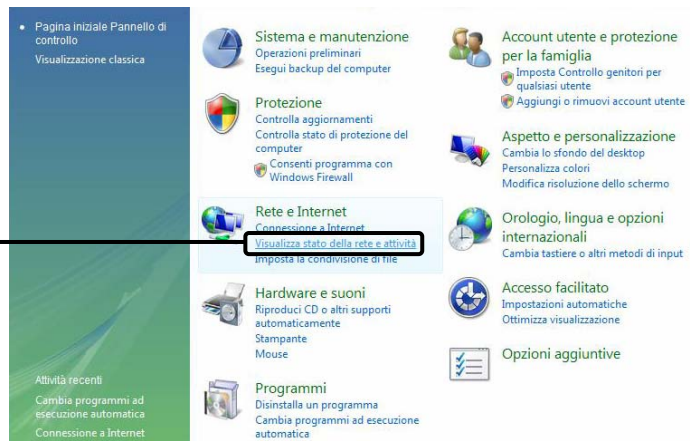 Pagina iniziale Pannello di
controllo
Visualizzazione classica
Attività recenti
Cambia programmi ad
esecuzione automatica
Connessione a Internet
Sistema e manutenzione
Operazioni preliminari
Esegui backup del computer
Protezione
Controlla aggiornamenti
Controlla stato di protezione del
computer
Consenti programma con
Windows Firewall
Rete e Internet
Connessione a Internet
Visualizza stato della rete e attività
Imposta la condivisione di file
Hardware e suoni
Riproduci CD o altri supporti
automaticamente
Stampante
Mouse
Programmi
Disinstalla un programma
Cambia programmi ad esecuzione
automatica
Account utente e protezione
per la famiglia
Imposta Controllo genitori per
qualsiasi utente
Aggiungi o rimuovi account utente
Aspetto e personalizzazione
Cambia lo sfondo del desktop
Personalizza colori
Modifica risoluzione dello schermo
Orologio, lingua e opzioni
internazionali
Cambia tastiere o altri metodi di input
Accesso facilitato
Impostazioni automatiche
Ottimizza visualizzazione
Opzioni aggiuntive